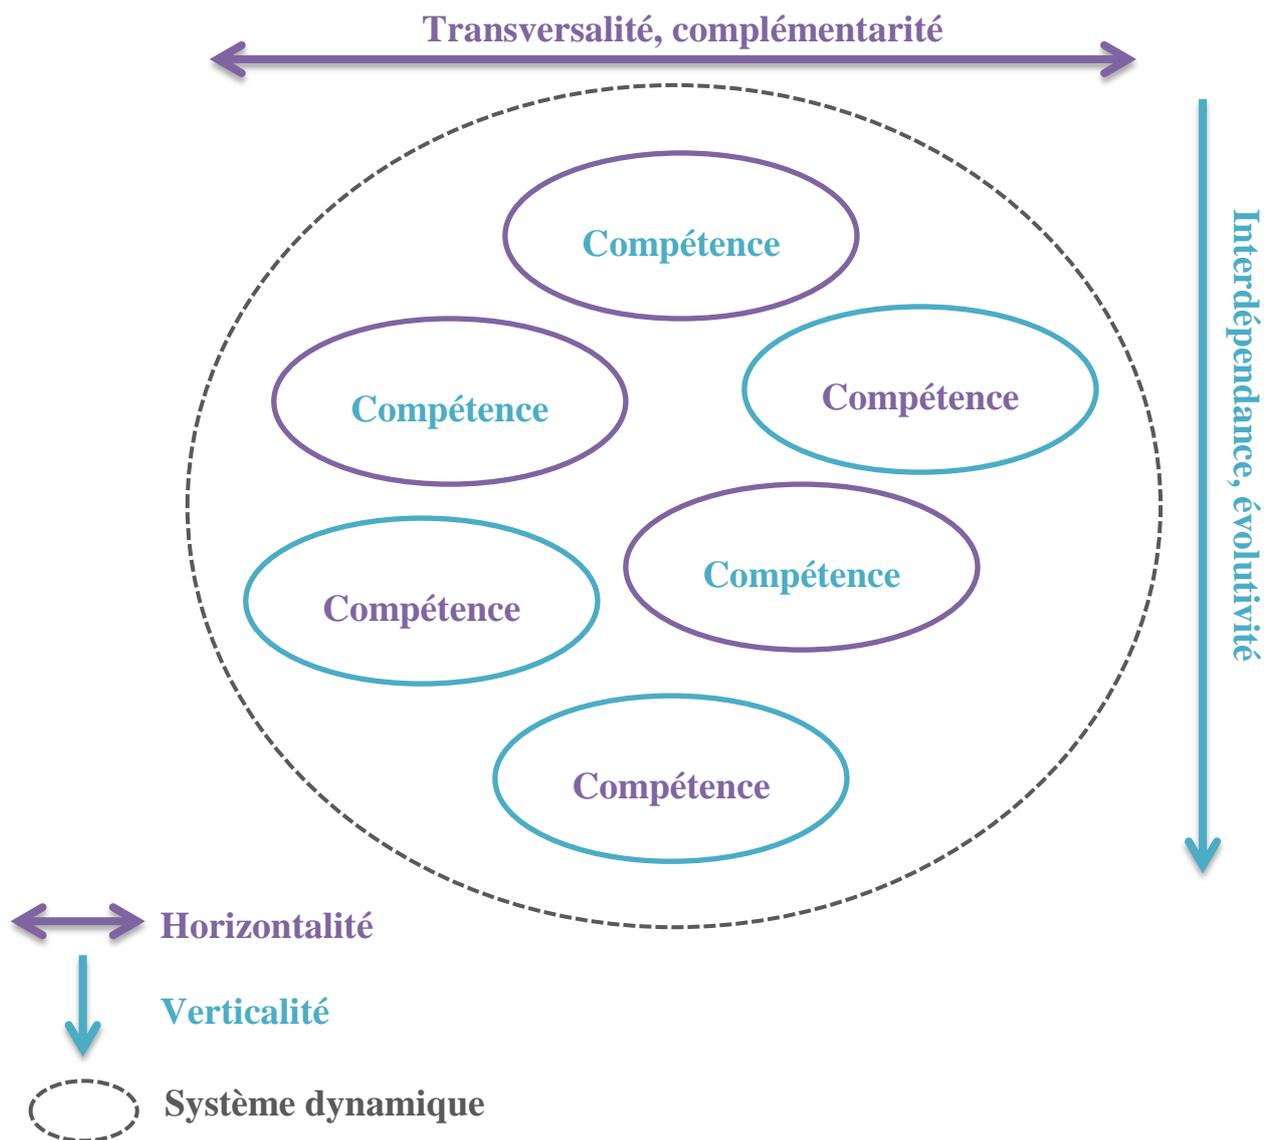 Transversalité, complémentarité
Compétence
Compétence
Compétence
Compétence
Compétence
Compétence
Interdépendance, évolutivité
Horizontalité
Verticalité
Système dynamique